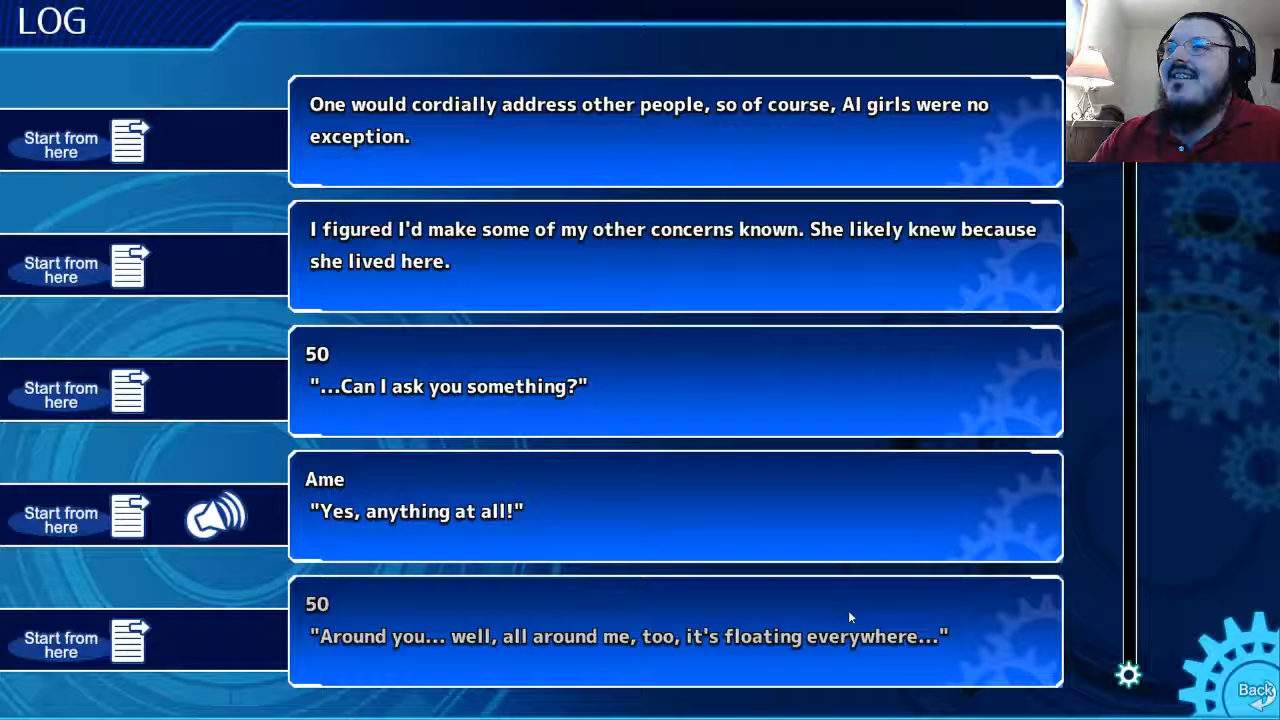 LOG
Start from
here
One would cordially address other people, so of course, AI girls were no
exception.
Start from
here
I figured I'd make some of my other concerns known. She likely knew because
she lived here.
Start from
here
50
"...Can I ask you something?"
Start from
here
Ame
"Yes, anything at all!"
Start from
here
50
"Around you... well, all around me, too, it's floating everywhere..."
Back